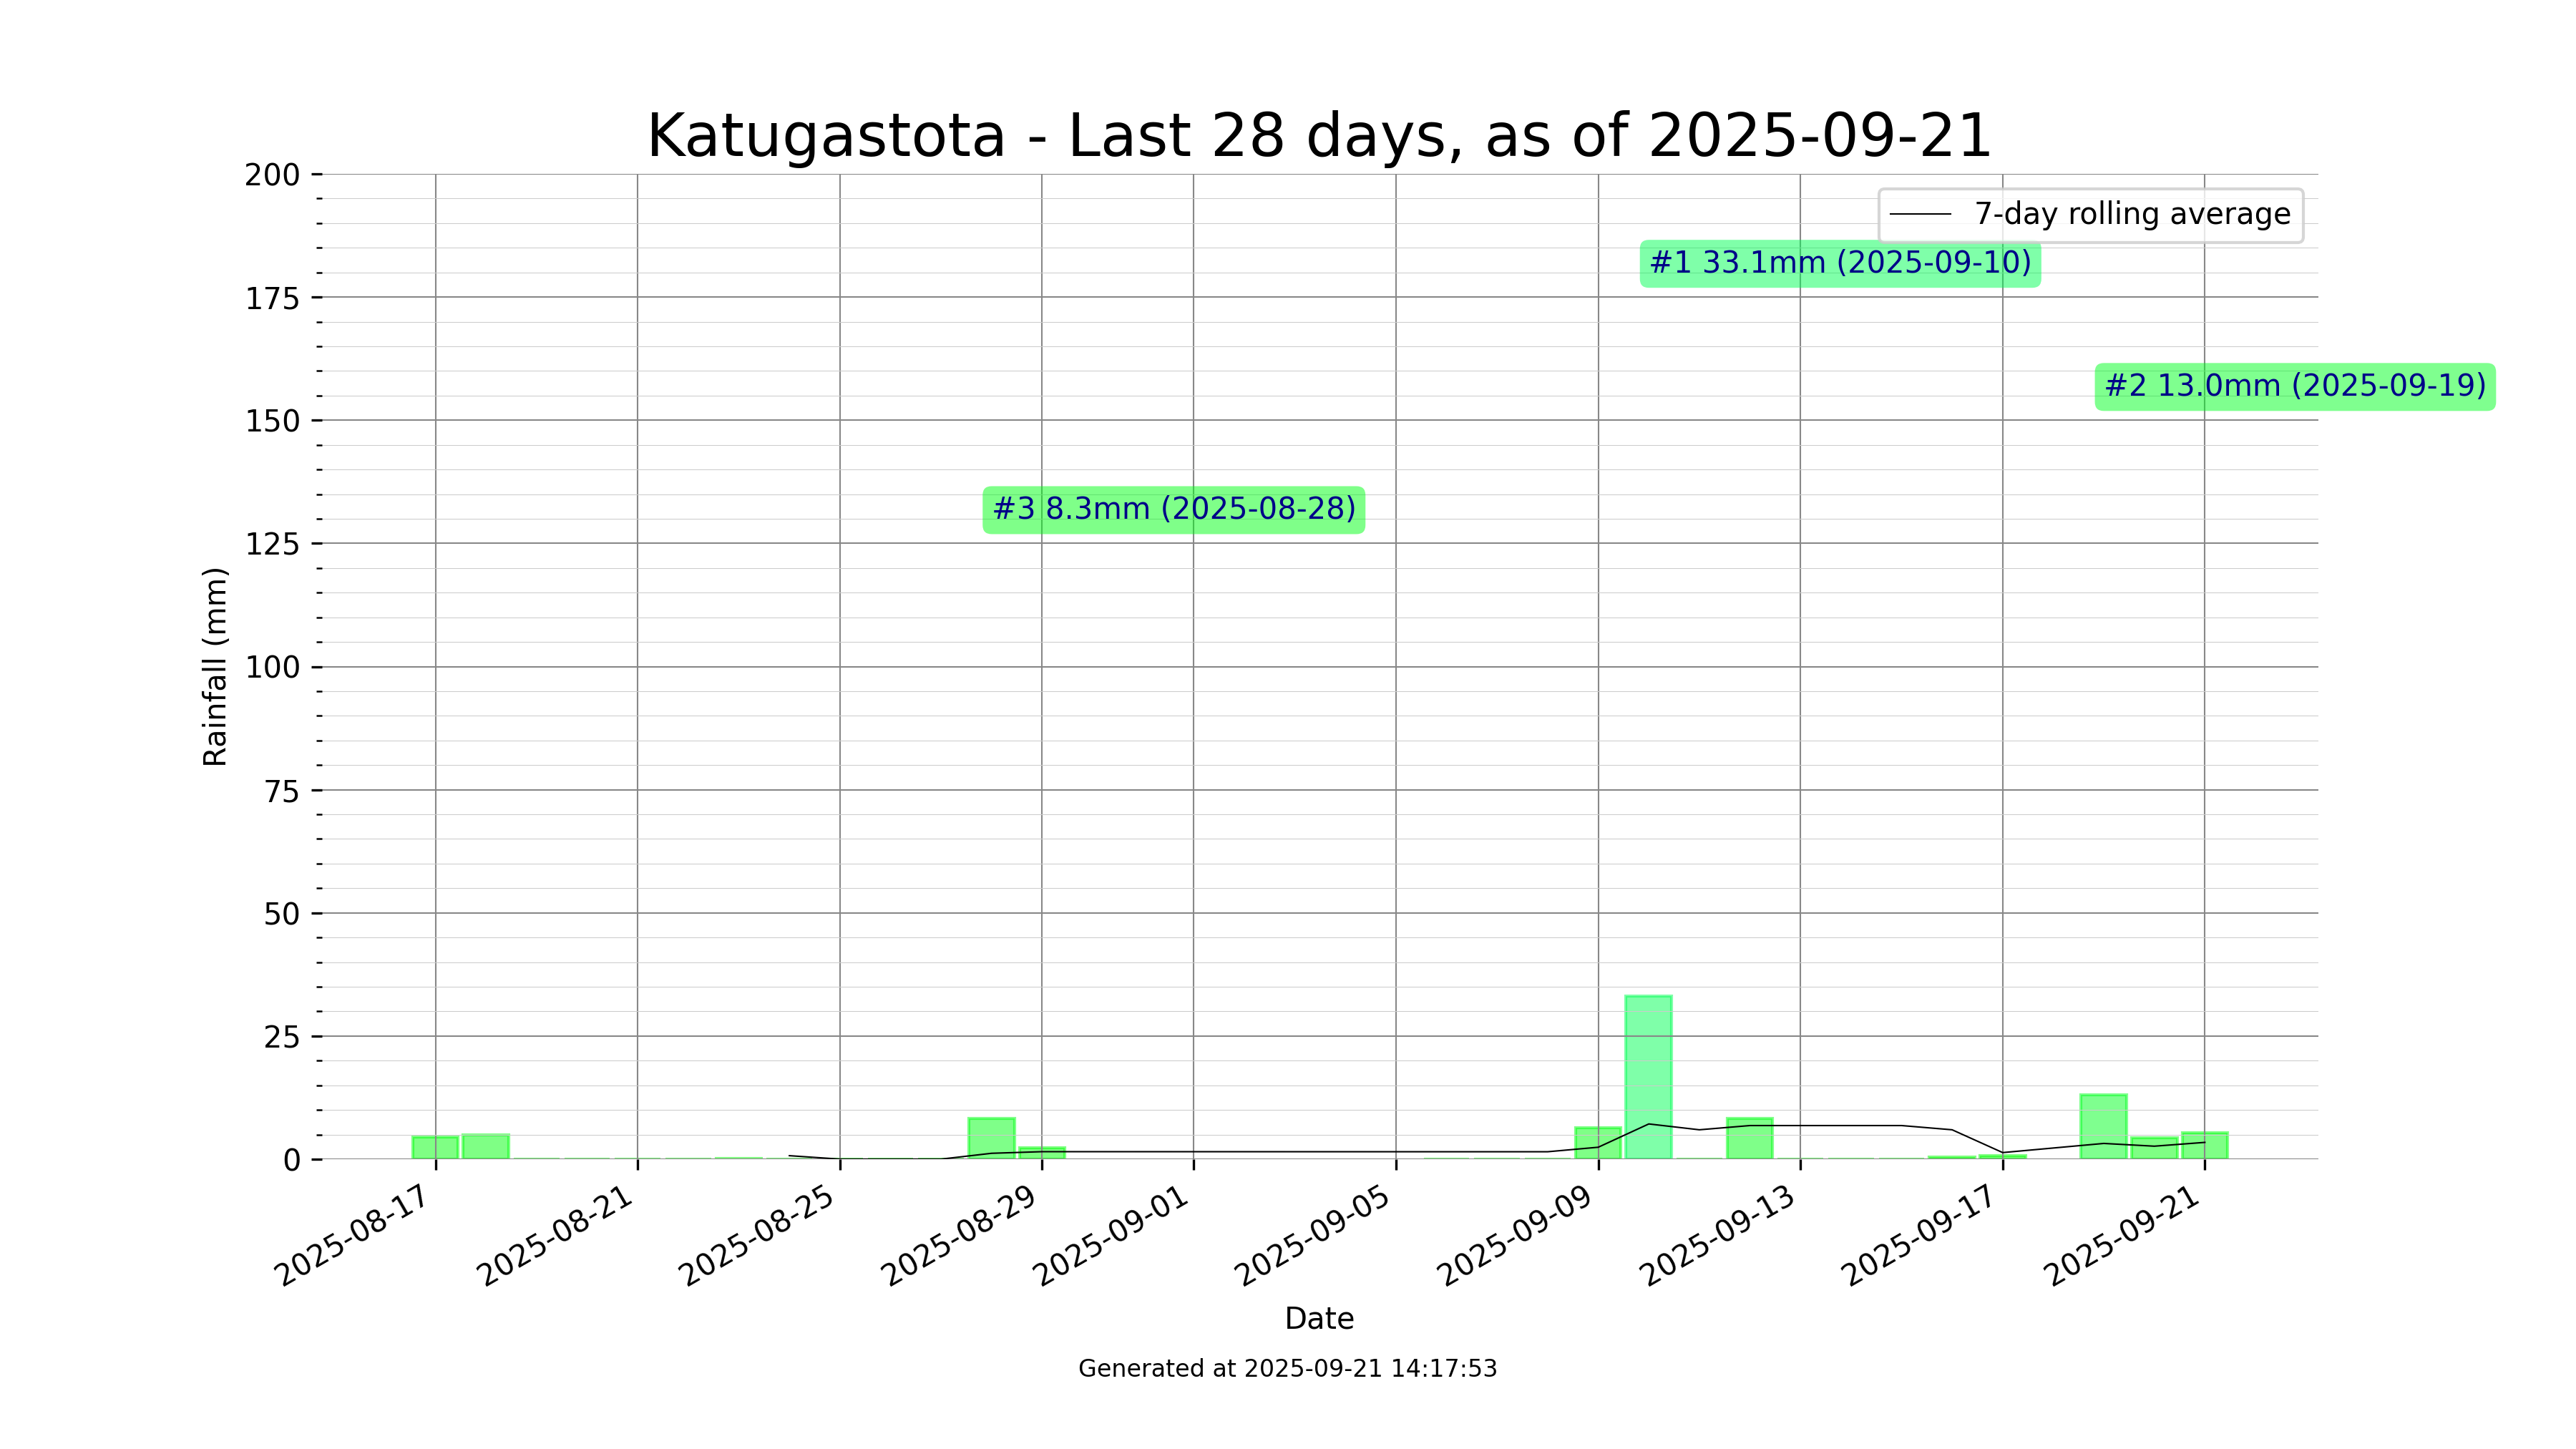 Katugastota - Last 28 days, as of 2025-09-21
7-day rolling average
#1 33.1mm (2025-09-10)
#2 13.0mm (2025-09-19)
#3 8.3mm (2025-08-28)
Rainfall (mm)
200
175
150
125
100
75
50
25
0
2025-08-17
2025-08-21
2025-08-25
2025-08-29
2025-09-01
2025-09-05
2025-09-09
2025-09-13
2025-09-17
2025-09-21
Date
Generated at 2025-09-21 14:17:53